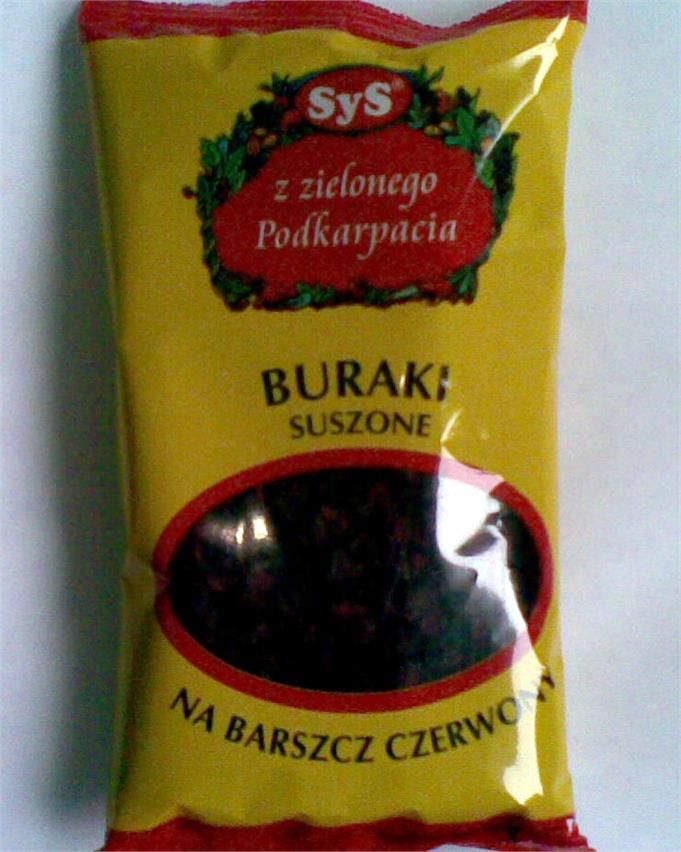 SyS
z zielonego
Podkarpacia
BURAKI
SUSZONE
NA BARSZCZ CZERWONY